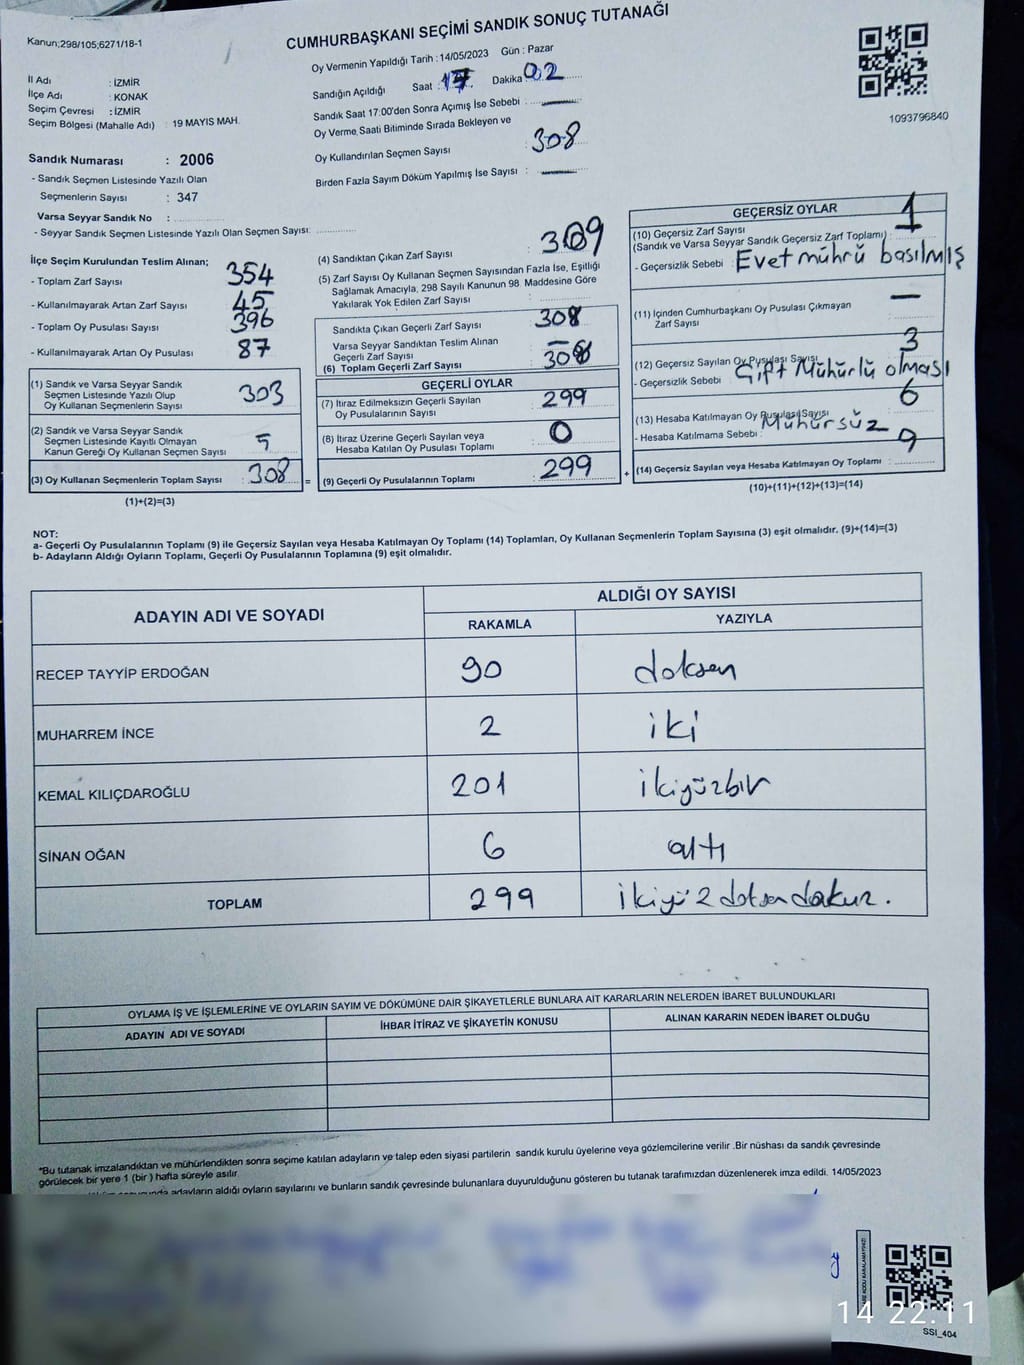 Kanun;298/105;6271/18-1
CUMHURBAŞKANI SEÇİMİ SANDIK SONUÇ TUTANAĞI
Oy Vermenin Yapıldığı Tarih : 14/05/2023 Gün : Pazar
İl Adı : İZMİR
İlçe Adı : KONAK
Seçim Çevresi : İZMİR
Seçim Bölgesi (Mahalle Adı) : 19 MAYIS MAH.
Sandığın Açıldığı Saat : 17 Dakika : 02
Sandık Saat 17:00'den Sonra Açımış İse Sebebi :
Oy Verme Saati Bitiminde Sırada Bekleyen ve
Oy Kullandırılan Seçmen Sayısı : 308
Birden Fazla Sayım Döküm Yapılmış İse Sayısı :
1093796840
Sandık Numarası : 2006
- Sandık Seçmen Listesinde Yazılı Olan
Seçmenlerin Sayısı : 347
Varsa Seyyar Sandık No :
- Seyyar Sandık Seçmen Listesinde Yazılı Olan Seçmen Sayısı:
İlçe Seçim Kurulundan Teslim Alınan;
- Toplam Zarf Sayısı : 354
- Kullanılmayarak Artan Zarf Sayısı : 45
- Toplam Oy Pusulası Sayısı : 396
- Kullanılmayarak Artan Oy Pusulası : 87
(1) Sandık ve Varsa Seyyar Sandık
Seçmen Listesinde Yazılı Olup
Oy Kullanan Seçmenlerin Sayısı : 303
(2) Sandık ve Varsa Seyyar Sandık
Seçmen Listesinde Kayıtlı Olmayan
Kanun Gereği Oy Kullanan Seçmen Sayısı : 5
(3) Oy Kullanan Seçmenlerin Toplam Sayısı : 308 =
(1)+(2)=(3)
(4) Sandıktan Çıkan Zarf Sayısı : 309
(5) Zarf Sayısı Oy Kullanan Seçmen Sayısından Fazla İse, Eşitliği
Sağlamak Amacıyla, 298 Sayılı Kanunun 98. Maddesine Göre
Yakılarak Yok Edilen Zarf Sayısı :
Sandıkta Çıkan Geçerli Zarf Sayısı : 308
Varsa Seyyar Sandıktan Teslim Alınan
Geçerli Zarf Sayısı : —
(6) Toplam Geçerli Zarf Sayısı : 308
GEÇERLİ OYLAR
(7) İtiraz Edilmeksizin Geçerli Sayılan
Oy Pusulalarının Sayısı : 299
(8) İtiraz Üzerine Geçerli Sayılan veya
Hesaba Katılan Oy Pusulası Toplamı : 0
(9) Geçerli Oy Pusulalarının Toplamı : 299 +
GEÇERSİZ OYLAR
(10) Geçersiz Zarf Sayısı 1
(Sandık ve Varsa Seyyar Sandık Geçersiz Zarf Toplamı) :
- Geçersizlik Sebebi : Evet mührü basılmış
(11) İçinden Cumhurbaşkanı Oy Pusulası Çıkmayan
Zarf Sayısı : —
(12) Geçersiz Sayılan Oy Pusulası Sayısı 3
- Geçersizlik Sebebi : Çift Mühürlü olması
(13) Hesaba Katılmayan Oy Pusulası Sayısı 6
- Hesaba Katılmama Sebebi : Mühürsüz
(14) Geçersiz Sayılan veya Hesaba Katılmayan Oy Toplamı : 9
(10)+(11)+(12)+(13)=(14)
NOT:
a- Geçerli Oy Pusulalarının Toplamı (9) ile Geçersiz Sayılan veya Hesaba Katılmayan Oy Toplamı (14) Toplamları, Oy Kullanan Seçmenlerin Toplam Sayısına (3) eşit olmalıdır. (9)+(14)=(3)
b- Adayların Aldığı Oyların Toplamı, Geçerli Oy Pusulalarının Toplamına (9) eşit olmalıdır.
ADAYIN ADI VE SOYADI
ALDIĞI OY SAYISI
RAKAMLA YAZIYLA
RECEP TAYYİP ERDOĞAN 90 doksen
MUHARREM İNCE 2 iki
KEMAL KILIÇDAROĞLU 201 ikiyüzbir
SİNAN OĞAN 6 altı
TOPLAM 299 ikiyüz doksendokuz.
OYLAMA İŞ VE İŞLEMLERİNE VE OYLARIN SAYIM VE DÖKÜMÜNE DAİR ŞİKAYETLERLE BUNLARA AİT KARARLARIN NELERDEN İBARET BULUNDUKLARI
ADAYIN ADI VE SOYADI İHBAR İTİRAZ VE ŞİKAYETİN KONUSU ALINAN KARARIN NEDEN İBARET OLDUĞU
*Bu tutanak imzalandıktan ve mühürlendikten sonra seçime katılan adayların ve talep eden siyasi partilerin sandık kurulu üyelerine veya gözlemcilerine verilir .Bir nüshası da sandık çevresinde
görülecek bir yere 1 (bir ) hafta süreyle asılır.
adayların aldığı oyların sayılarını ve bunların sandık çevresinde bulunanlara duyurulduğunu gösteren bu tutanak tarafımızdan düzenlenerek imza edildi. 14/05/2023
14 22:11
SSI_404